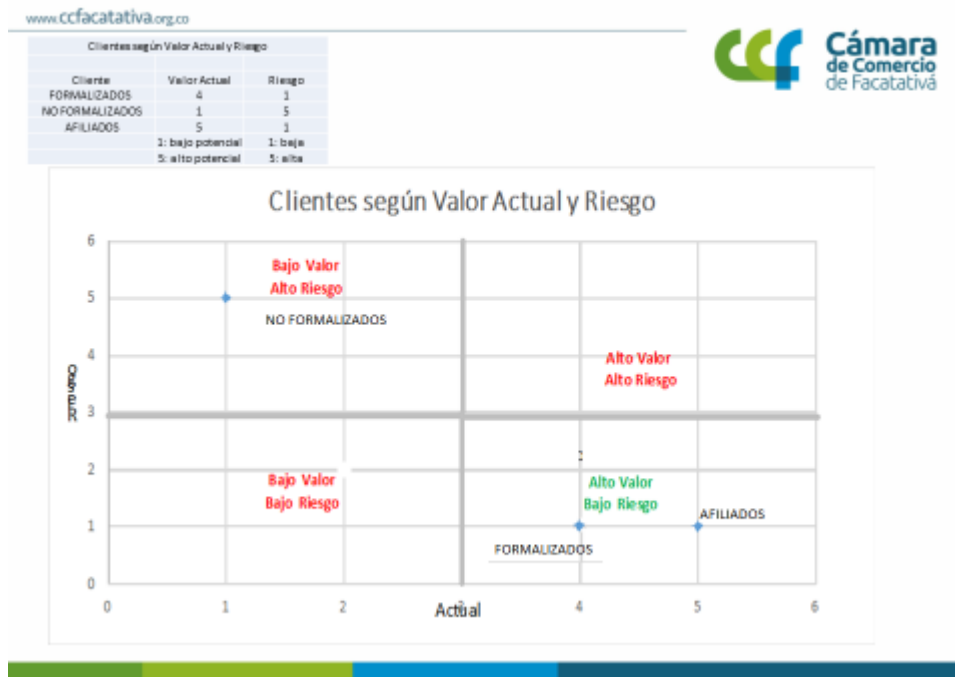 www.ccfacatativa.org.co
CCF Cámara
de Comercio
de Facatativá
Clientes según Valor Actual y Riesgo
Cliente Valor Actual Riesgo
FORMALIZADOS 4 1
NO FORMALIZADOS 1 5
AFILIADOS 5 1
1: bajo potencial 1: baja
5: alto potencial 5: alta
Clientes según Valor Actual y Riesgo
6
Bajo Valor
Alto Riesgo
5
NO FORMALIZADOS
4
Alto Valor
Alto Riesgo
3
2
Bajo Valor
Bajo Riesgo
Alto Valor
Bajo Riesgo
AFILIADOS
1
FORMALIZADOS
0
0 1 2 Actual 4 5 6